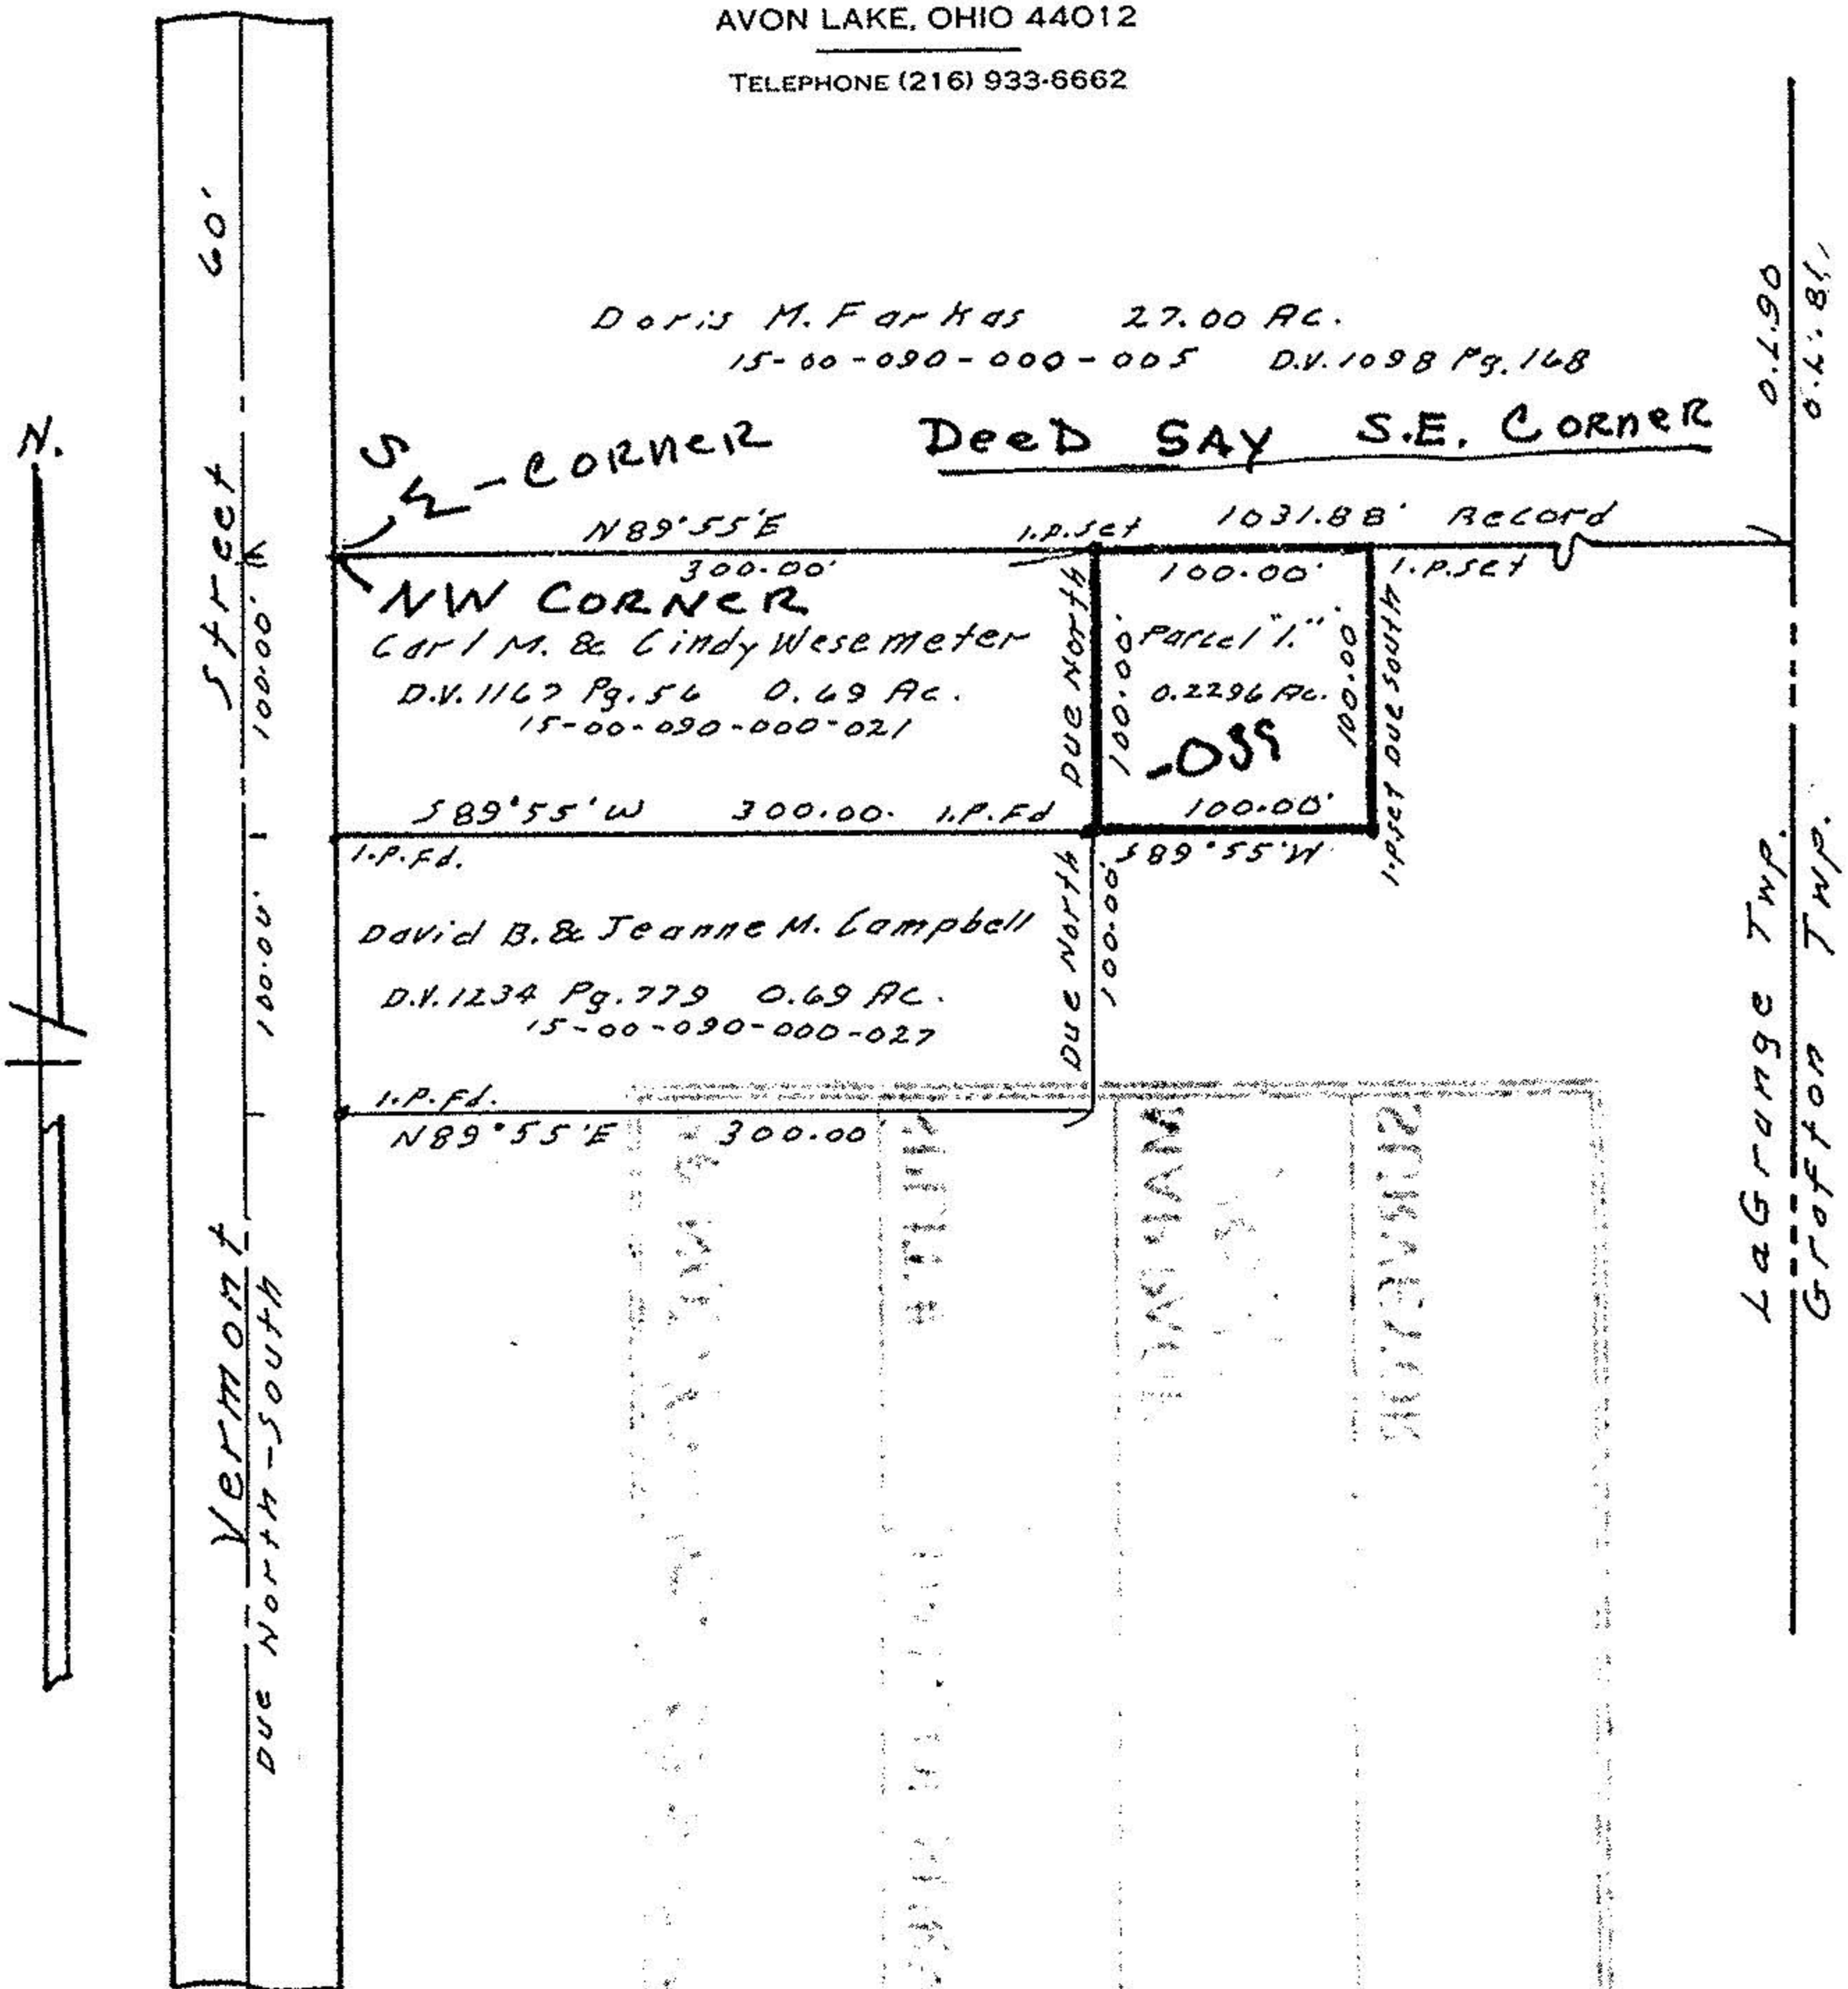 AVON LAKE, OHIO 44012
TELEPHONE (216) 933-6662
Street 60'
Doris M. Farkas 27.00 Ac.
15-00-090-000-005 D.V. 1098 Pg. 168
O.L. 90
O.L. 81
N.
SW - CORNER
DeeD SAY S.E. CORNER
N89°55'E
I.P. Set
1031.88' Record
300.00'
100.00'
I.P. Set
NW CORNER
Carl M. & Cindy Wesemeter
D.V. 1167 Pg. 56 0.69 Ac.
15-00-090-000-021
100.00'
Due North
100.00'
Parcel "1."
0.2296 Ac.
-039
100.00'
100.00'
I.P. Set Due South
S89°55'W 300.00. I.P. Fd
I.P. Fd.
S89°55'W
David B. & Jeanne M. Campbell
D.V. 1234 Pg. 779 0.69 Ac.
15-00-090-000-027
100.00'
Due North
100.00'
I.P. Fd.
N89°55'E 300.00'
Vermont
Due North-South
LaGrange Twp.
Grafton Twp.